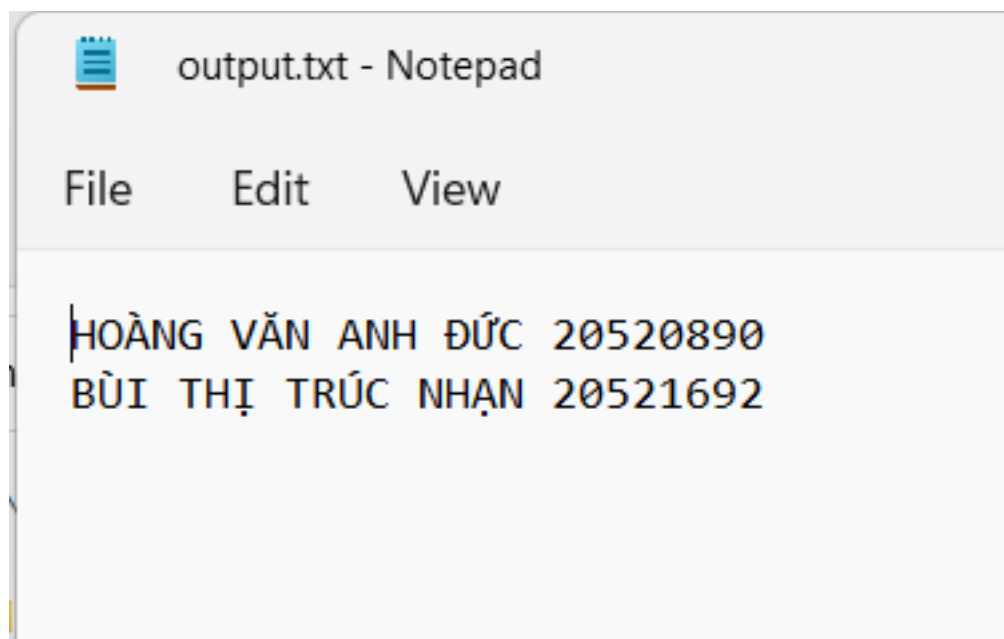 output.txt - Notepad
File Edit View
HOÀNG VĂN ANH ĐỨC 20520890
BÙI THỊ TRÚC NHẠN 20521692